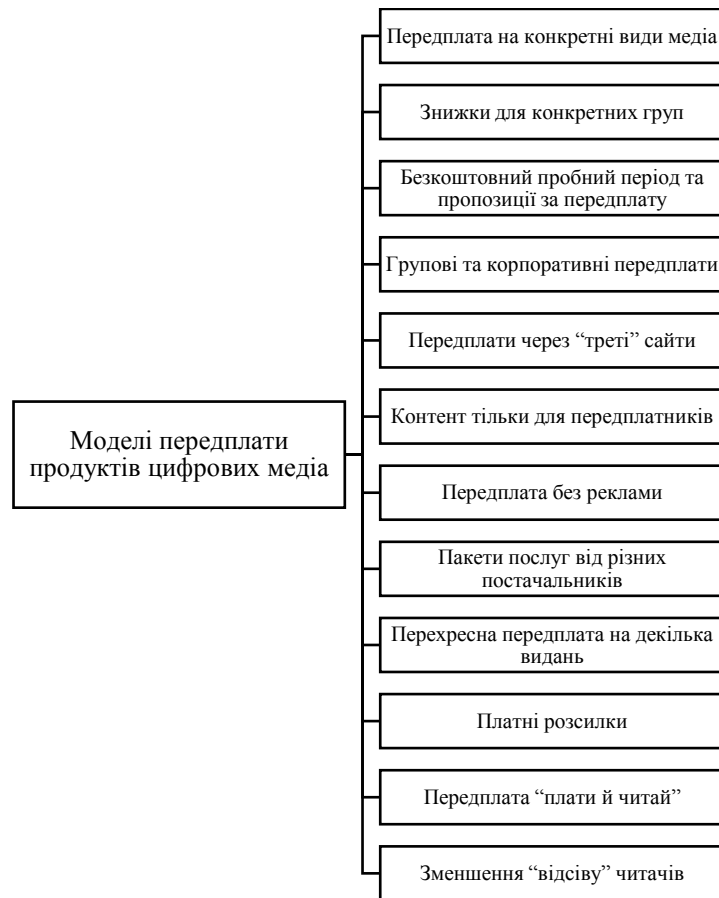 Передплата на конкретні види медіа
Знижки для конкретних груп
Безкоштовний пробний період та
пропозиції за передплату
Групові та корпоративні передплати
Передплати через “треті” сайти
Моделі передплати
продуктів цифрових медіа
Контент тільки для передплатників
Передплата без реклами
Пакети послуг від різних
постачальників
Перехресна передплата на декілька
видань
Платні розсилки
Передплата “плати й читай”
Зменшення “відсіву” читачів